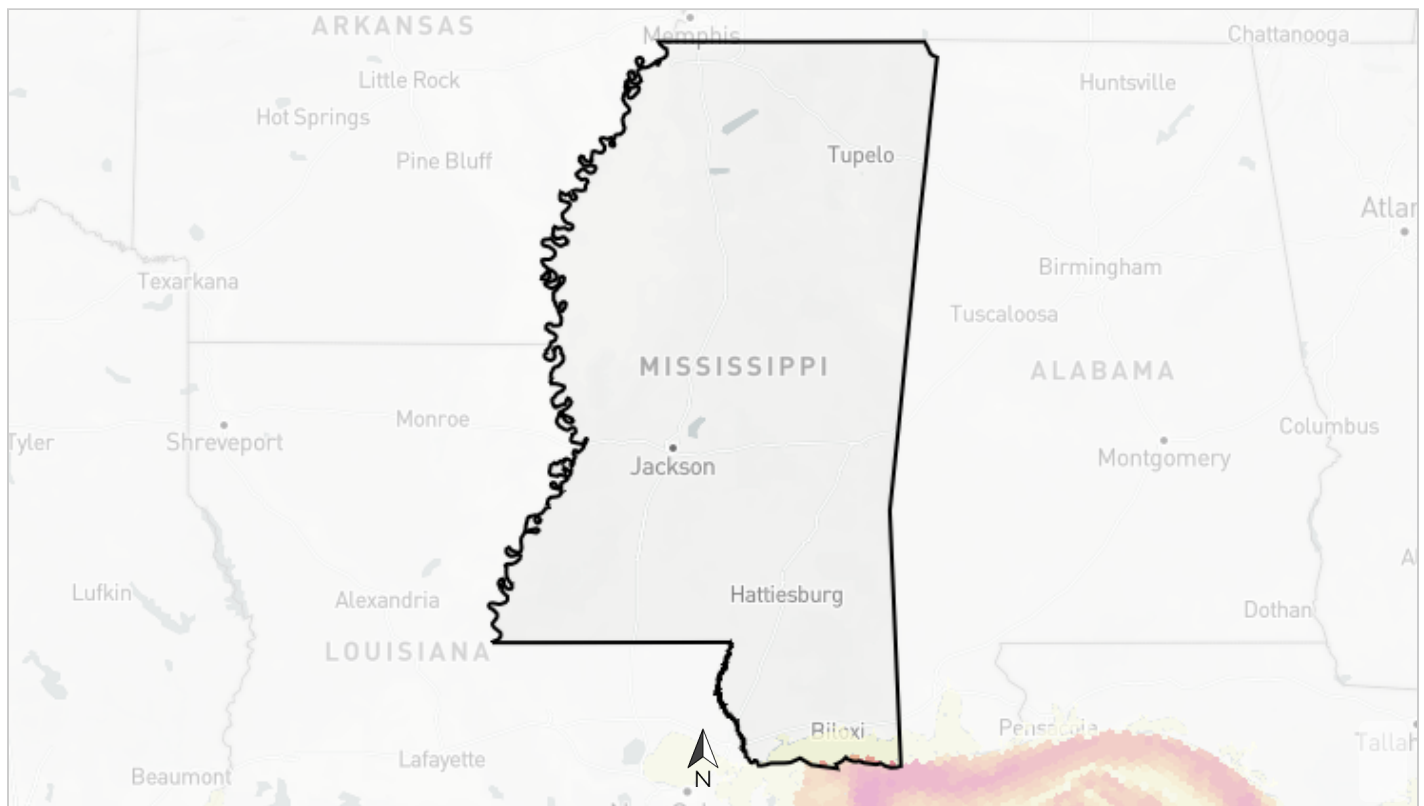 ARKANSAS
Memphis
Chattanooga
Little Rock
Huntsville
Hot Springs
Tupelo
Pine Bluff
Atlan
Birmingham
Texarkana
Tuscaloosa
MISSISSIPPI
ALABAMA
Monroe
Columbus
Tyler
Shreveport
Jackson
Montgomery
Lufkin
Alexandria
Hattiesburg
Dothan
LOUISIANA
Biloxi
Pensacola
Tallah
Lafayette
Beaumont
N